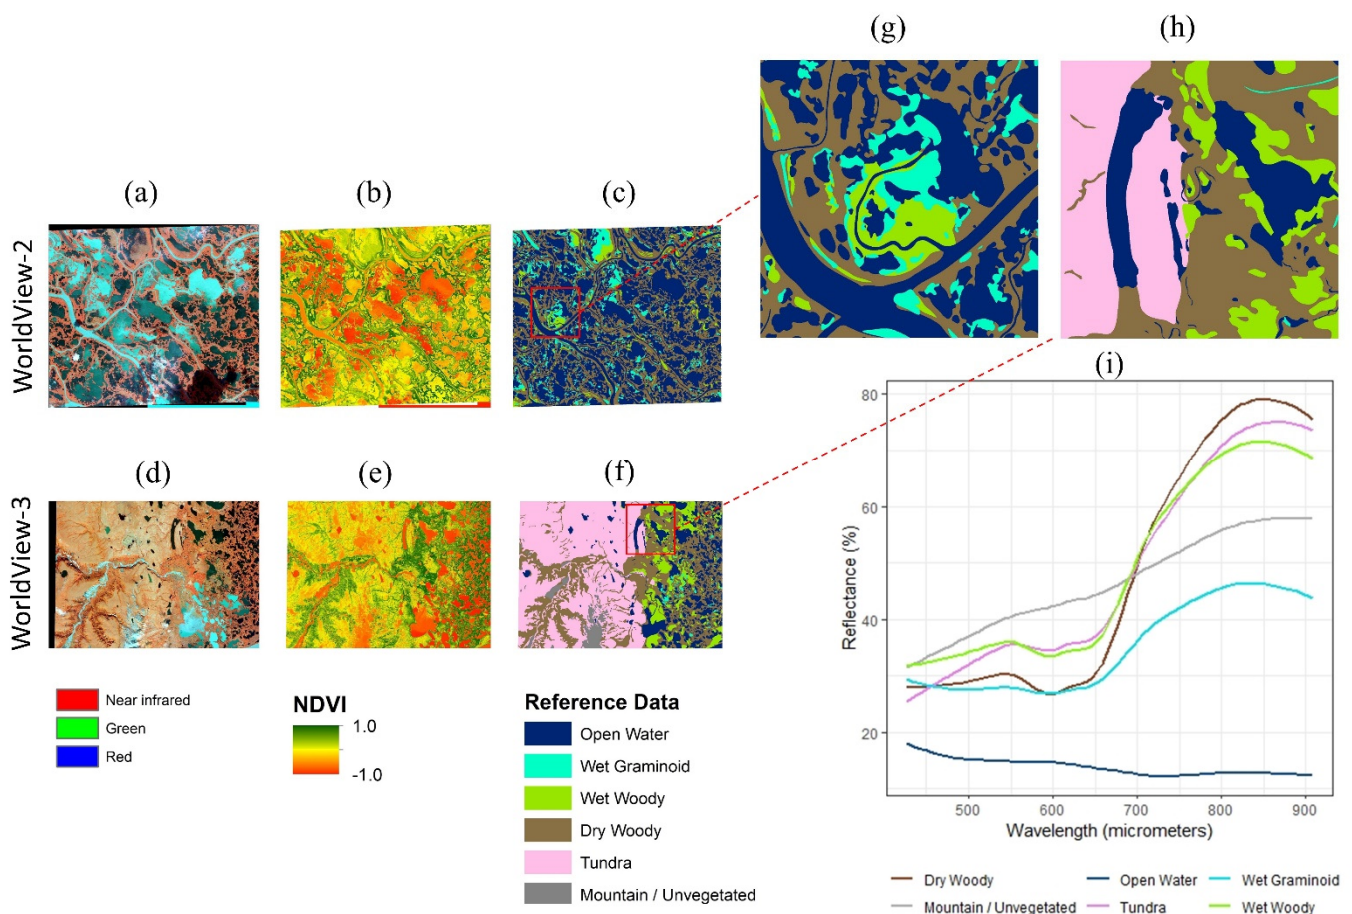 (g)
(h)
(a)
(b)
(c)
WorldView-2
(d)
(e)
(f)
WorldView-3
(i)
80
60
40
20
Reflectance (%)
500
600
700
800
900
Wavelength (micrometers)
Near infrared
Green
Red
NDVI
1.0
-1.0
Reference Data
Open Water
Wet Graminoid
Wet Woody
Dry Woody
Tundra
Mountain / Unvegetated
Dry Woody
Open Water
Wet Graminoid
Mountain / Unvegetated
Tundra
Wet Woody